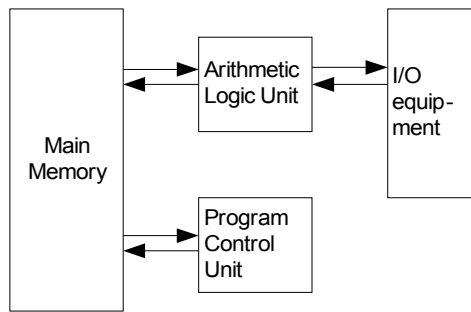 Main
Memory
Arithmetic
Logic Unit
Program
Control
Unit
I/O
equip-
ment